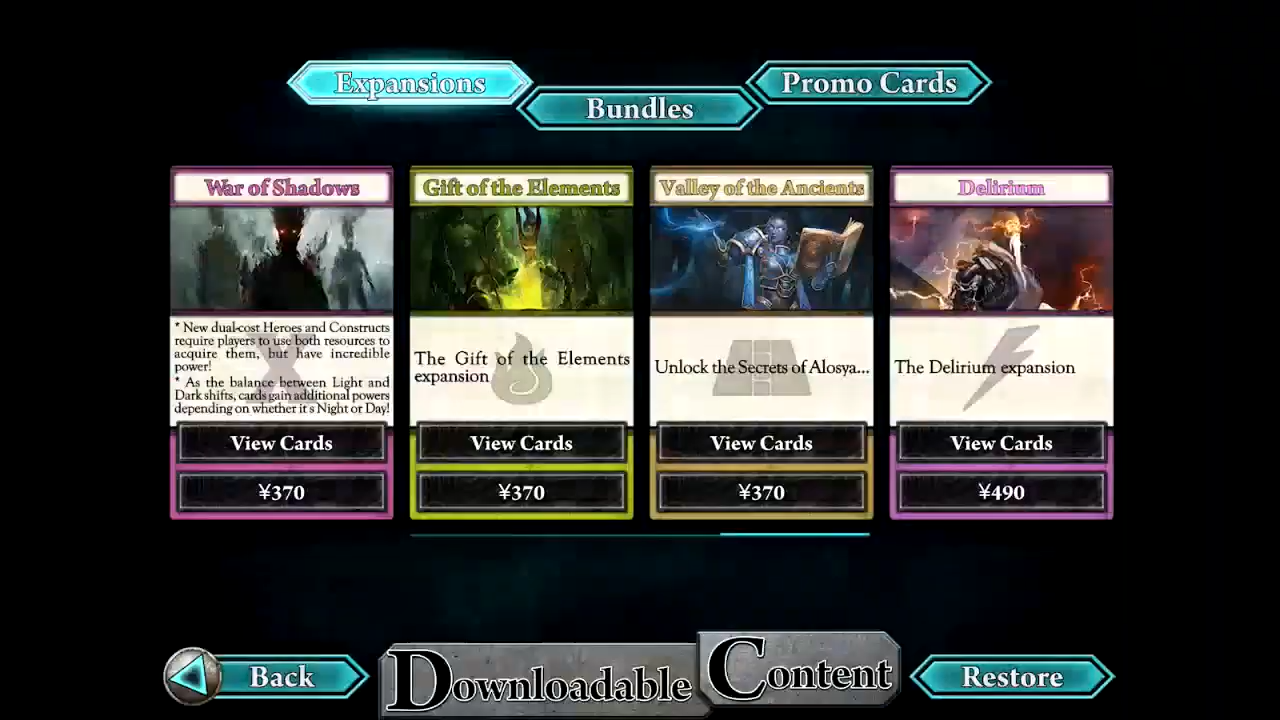 Expansions
Bundles
Promo Cards
War of Shadows
* New dual-cost Heroes and Constructs
require players to use both resources to
acquire them, but have incredible
power!
* As the balance between Light and
Dark shifts, cards gain additional powers
depending on whether it's Night or Day!
View Cards
¥370
Gift of the Elements
The Gift of the Elements
expansion
View Cards
¥370
Valley of the Ancients
Unlock the Secrets of Alosya...
View Cards
¥370
Delirium
The Delirium expansion
View Cards
¥490
Back
Downloadable Content
Restore